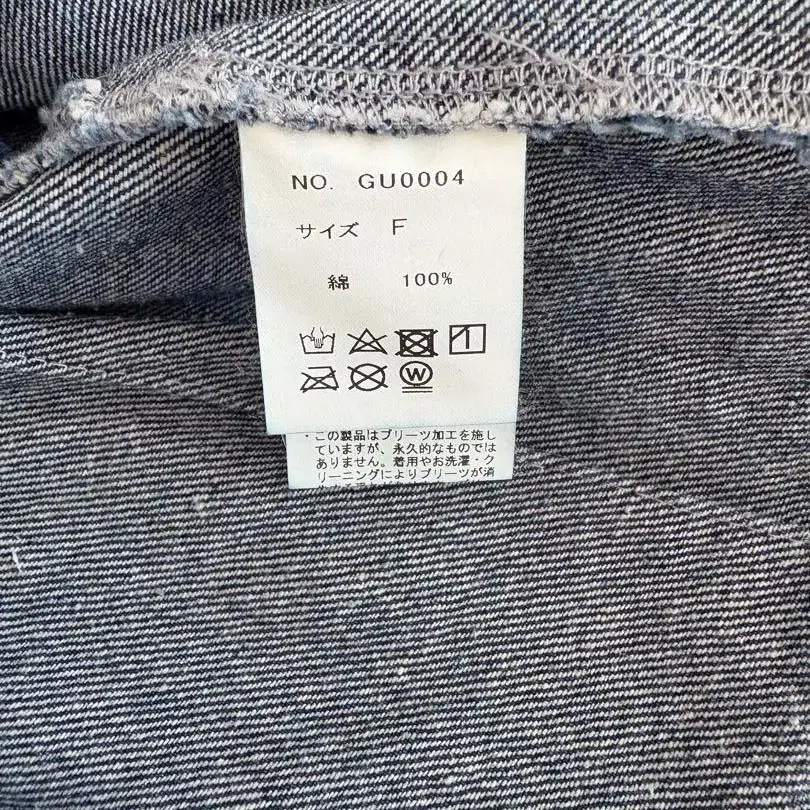 NO. GU0004
サイズ F
綿 100%
W
・この製品はプリーツ加工を施し
ていますが、永久的なものでは
ありません。着用やお洗濯・ク
リーニングによりプリーツが消